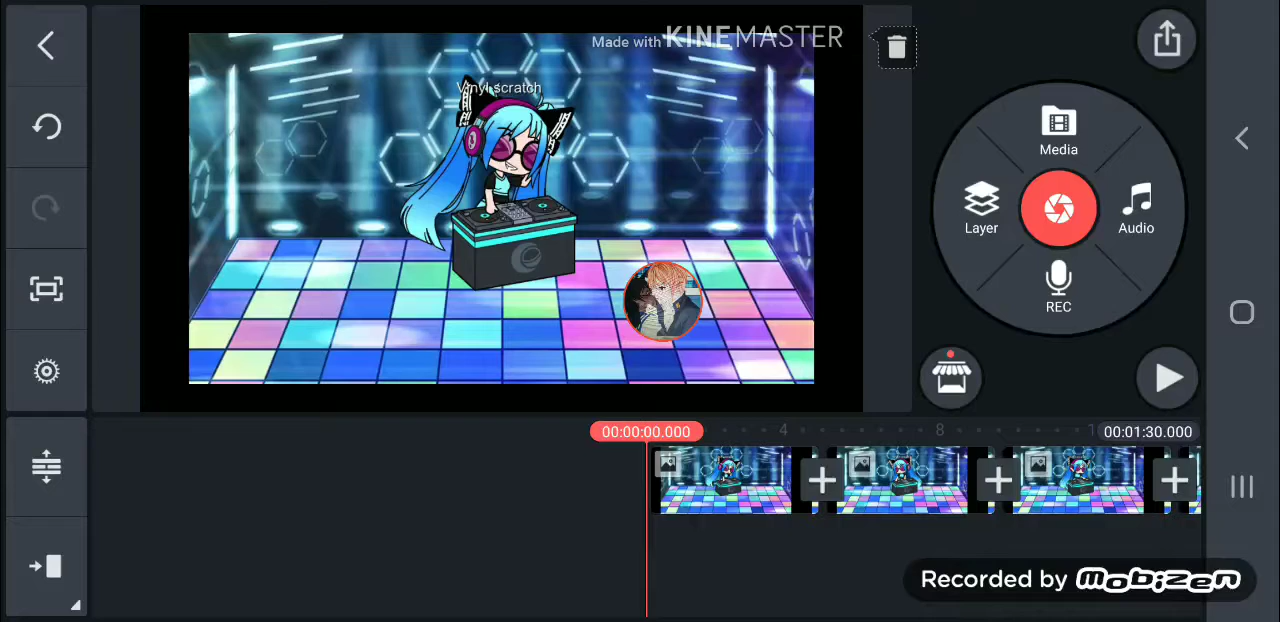 Made with KINEMASTER
Vinyl scratch
Media
Layer
Audio
REC
00:00:00.000
4
8
1
00:01:30.000
Recorded by mobizen